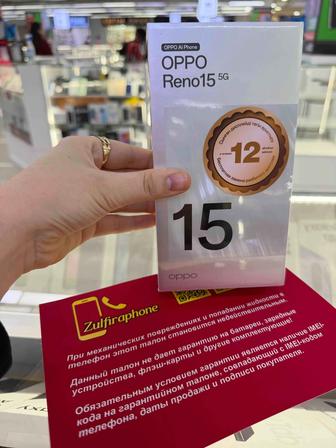 OPPO AI Phone
OPPO
Reno15 5G
12
15
oppo
Zulfiraphone
При механических повреждениях и попадании жидкости в
телефон этот талон становится недействительным.
Данный талон не дает гарантию на батареи, зарядные
устройства, флэш-карты и другие комплектующие!
Обязательным условием гарантии является наличие IMEI-
кода на гарантийном талоне, совпадающий с IMEI-кодом
телефона, даты продажи и подписи покупателя.